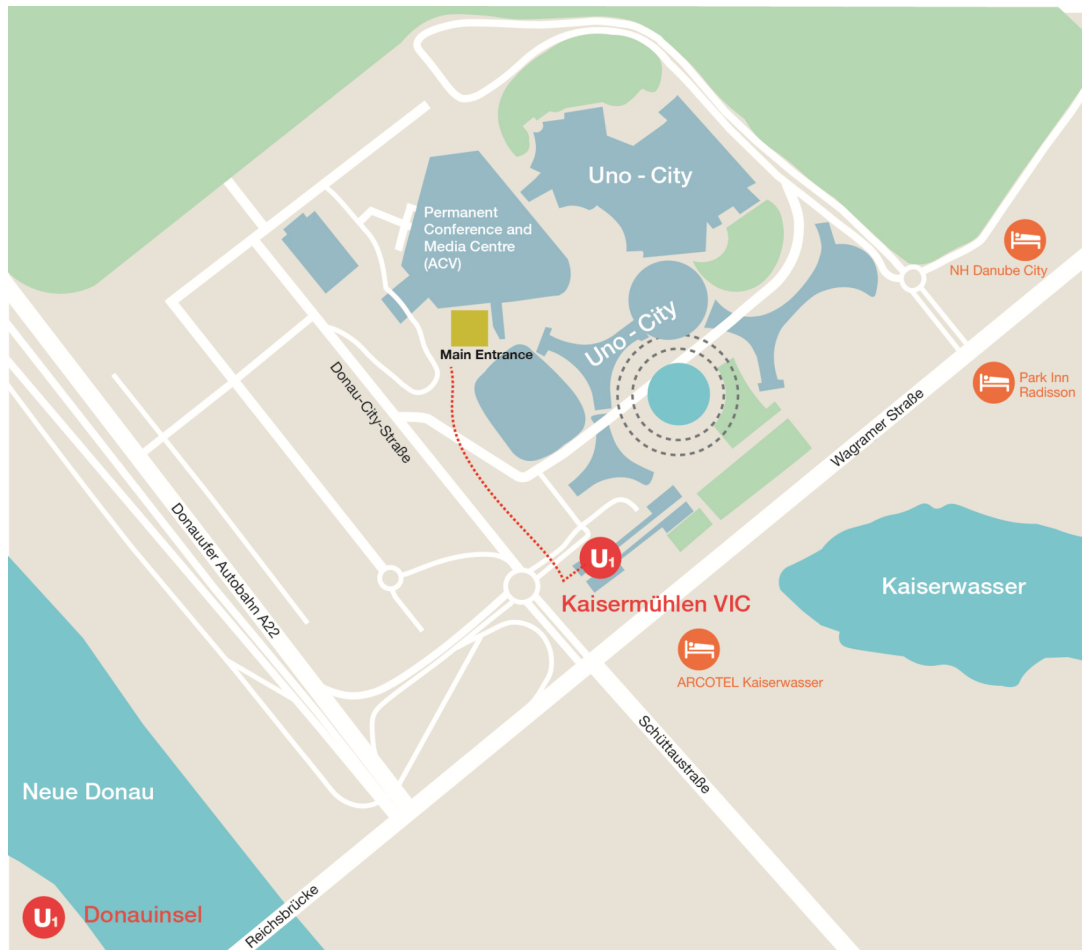 Uno - City
Permanent
Conference and
Media Centre
(ACV)
NH Danube City
Uno - City
Main Entrance
Park Inn
Radisson
Donau-City-Straße
Wagramer Straße
Donauufer Autobahn A22
U1
Kaisermühlen VIC
Kaiserwasser
ARCOTEL Kaiserwasser
Schüttaustraße
Neue Donau
Reichsbrücke
U1
Donauinsel